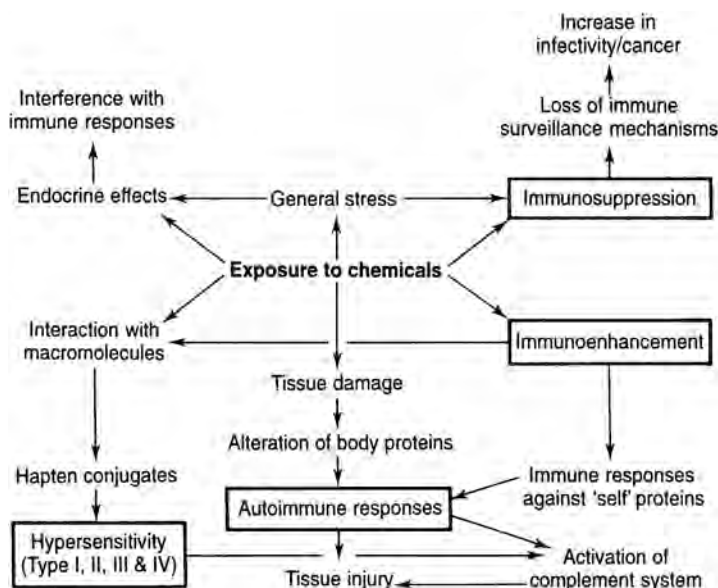 Increase in
infectivity/cancer
Interference with
immune responses
Loss of immune
surveillance mechanisms
Endocrine effects
General stress
Immunosuppression
Exposure to chemicals
Interaction with
macromolecules
Immunoenhancement
Tissue damage
Alteration of body proteins
Hapten conjugates
Immune responses
against 'self' proteins
Autoimmune responses
Hypersensitivity
(Type I, II, III & IV)
Tissue injury
Activation of
complement system